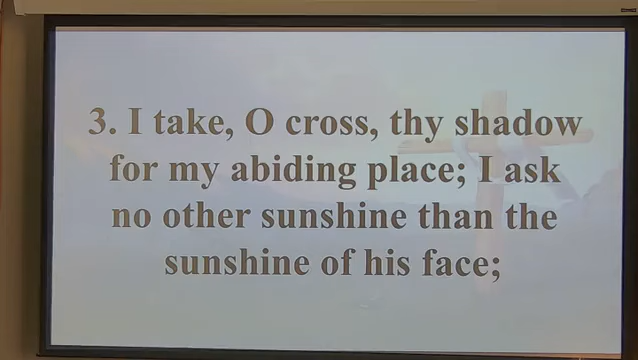 3. I take, O cross, thy shadow
for my abiding place; I ask
no other sunshine than the
sunshine of his face;